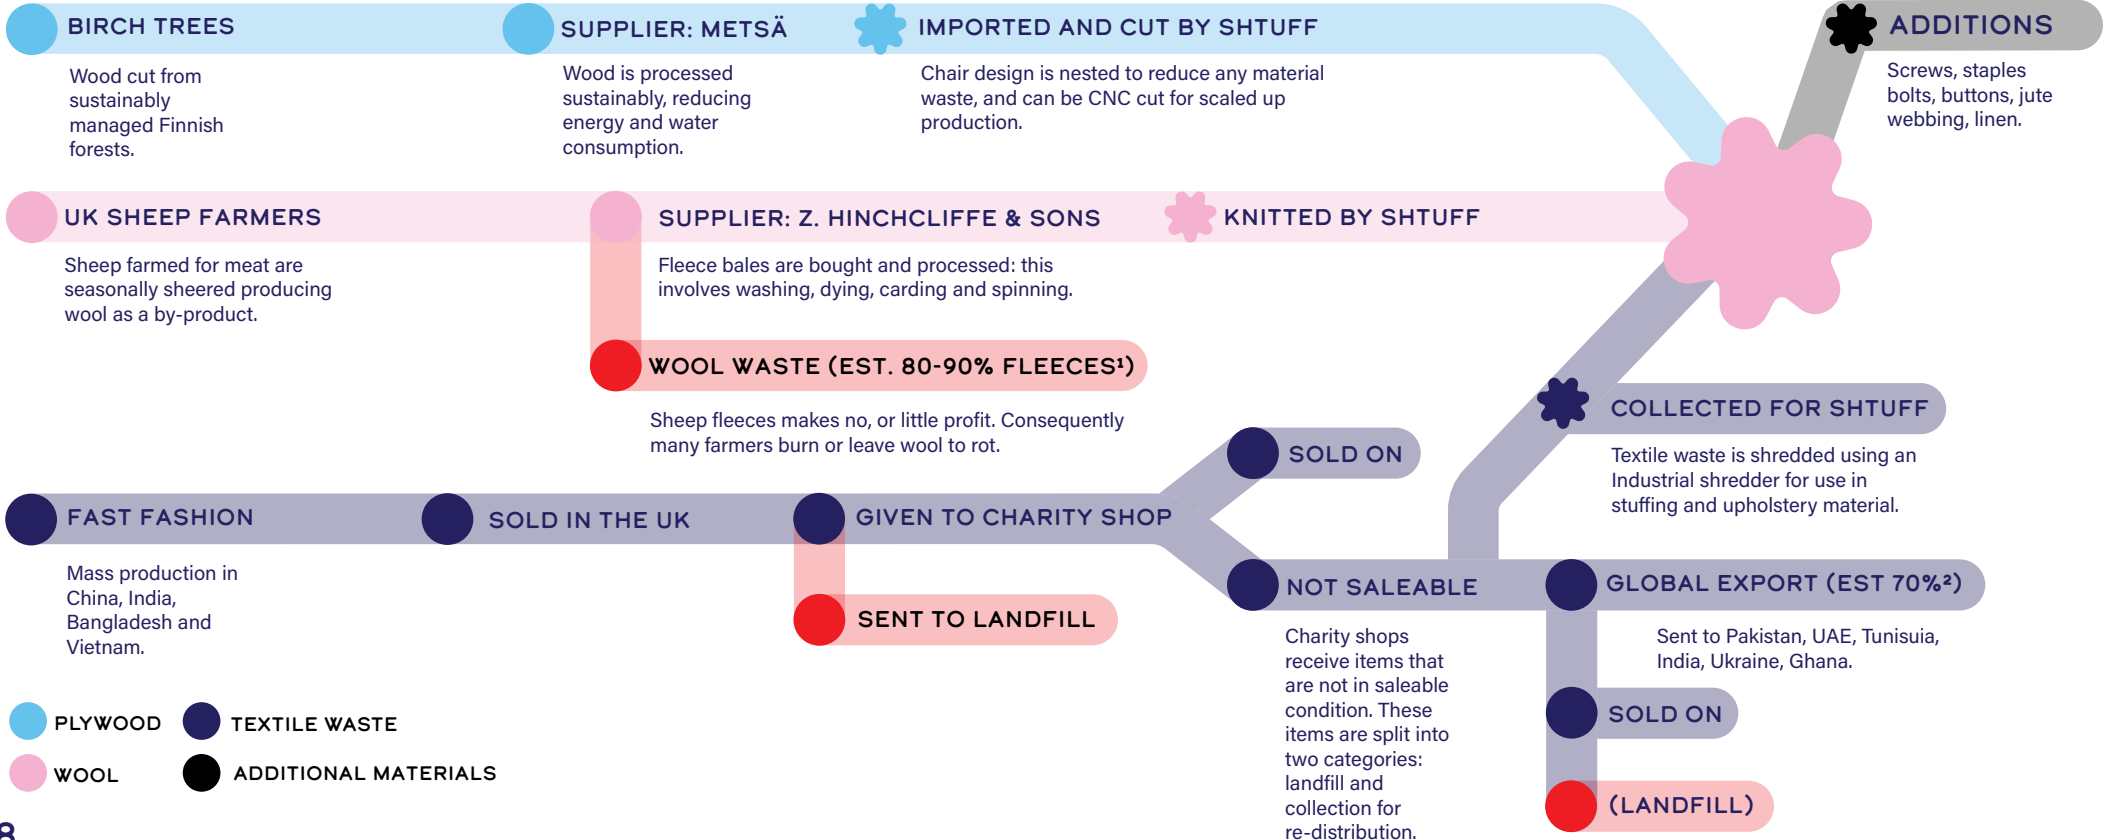 BIRCH TREES
Wood cut from
sustainably
managed Finnish
forests.
SUPPLIER: METSÄ
Wood is processed
sustainably, reducing
energy and water
consumption.
IMPORTED AND CUT BY SHTUFF
Chair design is nested to reduce any material
waste, and can be CNC cut for scaled up
production.
ADDITIONS
Screws, staples
bolts, buttons, jute
webbing, linen.
UK SHEEP FARMERS
Sheep farmed for meat are
seasonally sheered producing
wool as a by-product.
SUPPLIER: Z. HINCHCLIFFE & SONS
Fleece bales are bought and processed: this
involves washing, dying, carding and spinning.
KNITTED BY SHTUFF
WOOL WASTE (EST. 80-90% FLEECES¹)
Sheep fleeces makes no, or little profit. Consequently
many farmers burn or leave wool to rot.
COLLECTED FOR SHTUFF
Textile waste is shredded using an
Industrial shredder for use in
stuffing and upholstery material.
FAST FASHION
Mass production in
China, India,
Bangladesh and
Vietnam.
SOLD IN THE UK
GIVEN TO CHARITY SHOP
SENT TO LANDFILL
SOLD ON
NOT SALEABLE
Charity shops
receive items that
are not in saleable
condition. These
items are split into
two categories:
landfill and
collection for
re-distribution.
GLOBAL EXPORT (EST 70%²)
Sent to Pakistan, UAE, Tunisuia,
India, Ukraine, Ghana.
SOLD ON
(LANDFILL)
PLYWOOD
TEXTILE WASTE
WOOL
ADDITIONAL MATERIALS